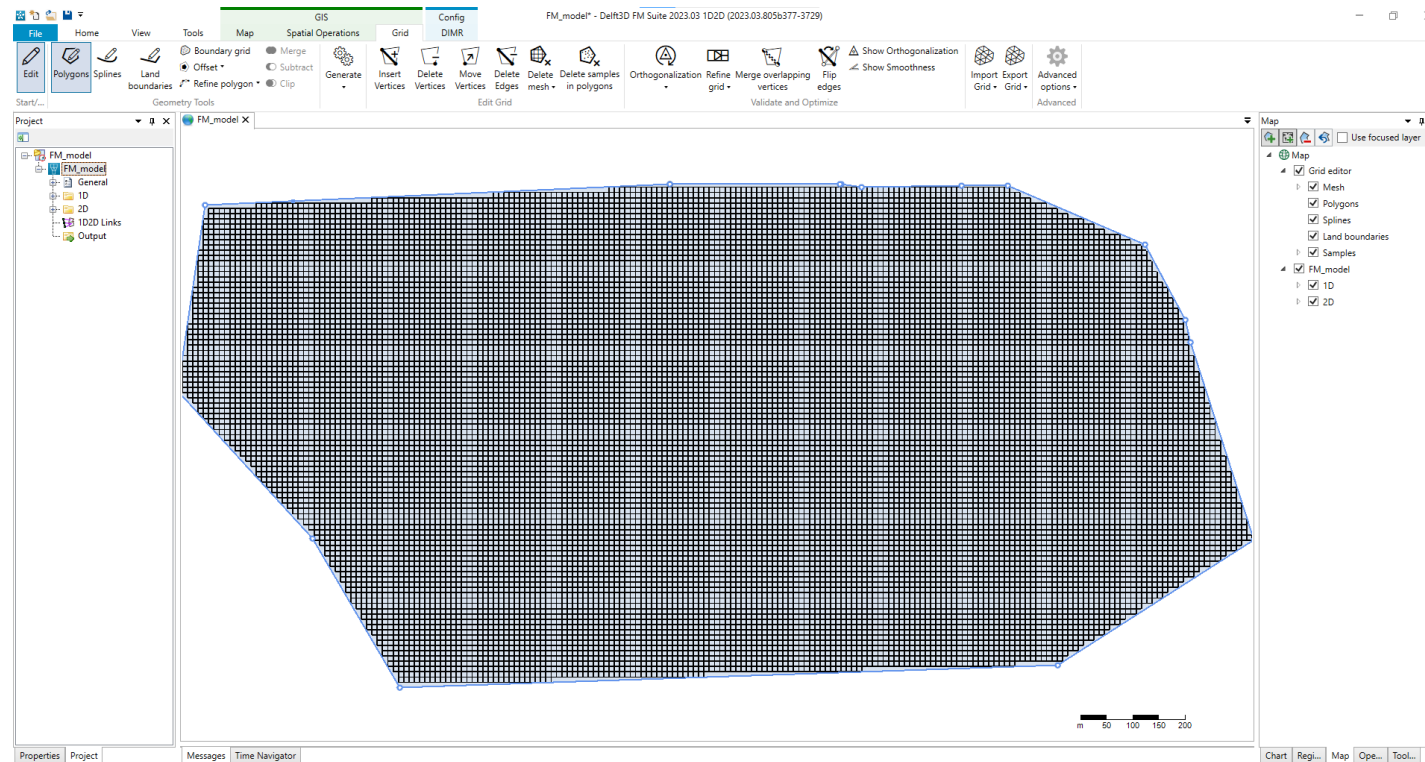 GIS
Config
FM_model* - Delft3D FM Suite 2023.03 1D2D (2023.03.805b377-3729)
File
Home
View
Tools
Map
Spatial Operations
Grid
DIMR
Edit
Polygons
Splines
Land boundaries
Boundary grid
Offset
Refine polygon
Merge
Subtract
Clip
Generate
Insert Vertices
Delete Vertices
Move Vertices
Delete Edges
Delete mesh
Delete samples in polygons
Orthogonalization
Refine grid
Merge overlapping vertices
Flip edges
Show Orthogonalization
Show Smoothness
Import Grid
Export Grid
Advanced options
Start/...
Geometry Tools
Edit Grid
Validate and Optimize
Advanced
Project
FM_model
FM_model
General
1D
2D
1D2D Links
Output
FM_model
m 50 100 150 200
Map
Use focused layer
Map
Grid editor
Mesh
Polygons
Splines
Land boundaries
Samples
FM_model
1D
2D
Properties
Project
Messages
Time Navigator
Chart
Regi...
Map
Ope...
Tool...